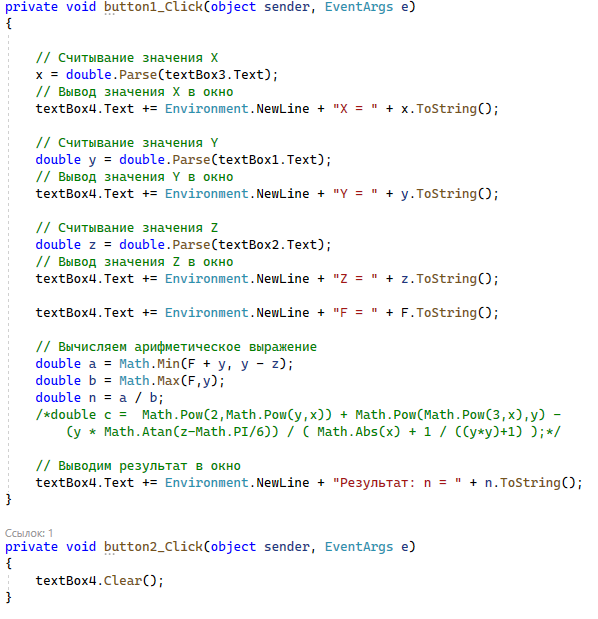 private void button1_Click(object sender, EventArgs e)
{
// Считывание значения X
x = double.Parse(textBox3.Text);
// Вывод значения X в окно
textBox4.Text += Environment.NewLine + "X = " + x.ToString();
// Считывание значения Y
double y = double.Parse(textBox1.Text);
// Вывод значения Y в окно
textBox4.Text += Environment.NewLine + "Y = " + y.ToString();
// Считывание значения Z
double z = double.Parse(textBox2.Text);
// Вывод значения Z в окно
textBox4.Text += Environment.NewLine + "Z = " + z.ToString();
textBox4.Text += Environment.NewLine + "F = " + F.ToString();
// Вычисляем арифметическое выражение
double a = Math.Min(F + y, y - z);
double b = Math.Max(F,y);
double n = a / b;
/*double c =  Math.Pow(2,Math.Pow(y,x)) + Math.Pow(Math.Pow(3,x),y) -
(y * Math.Atan(z-Math.PI/6)) / ( Math.Abs(x) + 1 / ((y*y)+1) );*/
// Выводим результат в окно
textBox4.Text += Environment.NewLine + "Результат: n = " + n.ToString();
}
Ссылок: 1
private void button2_Click(object sender, EventArgs e)
{
textBox4.Clear();
}